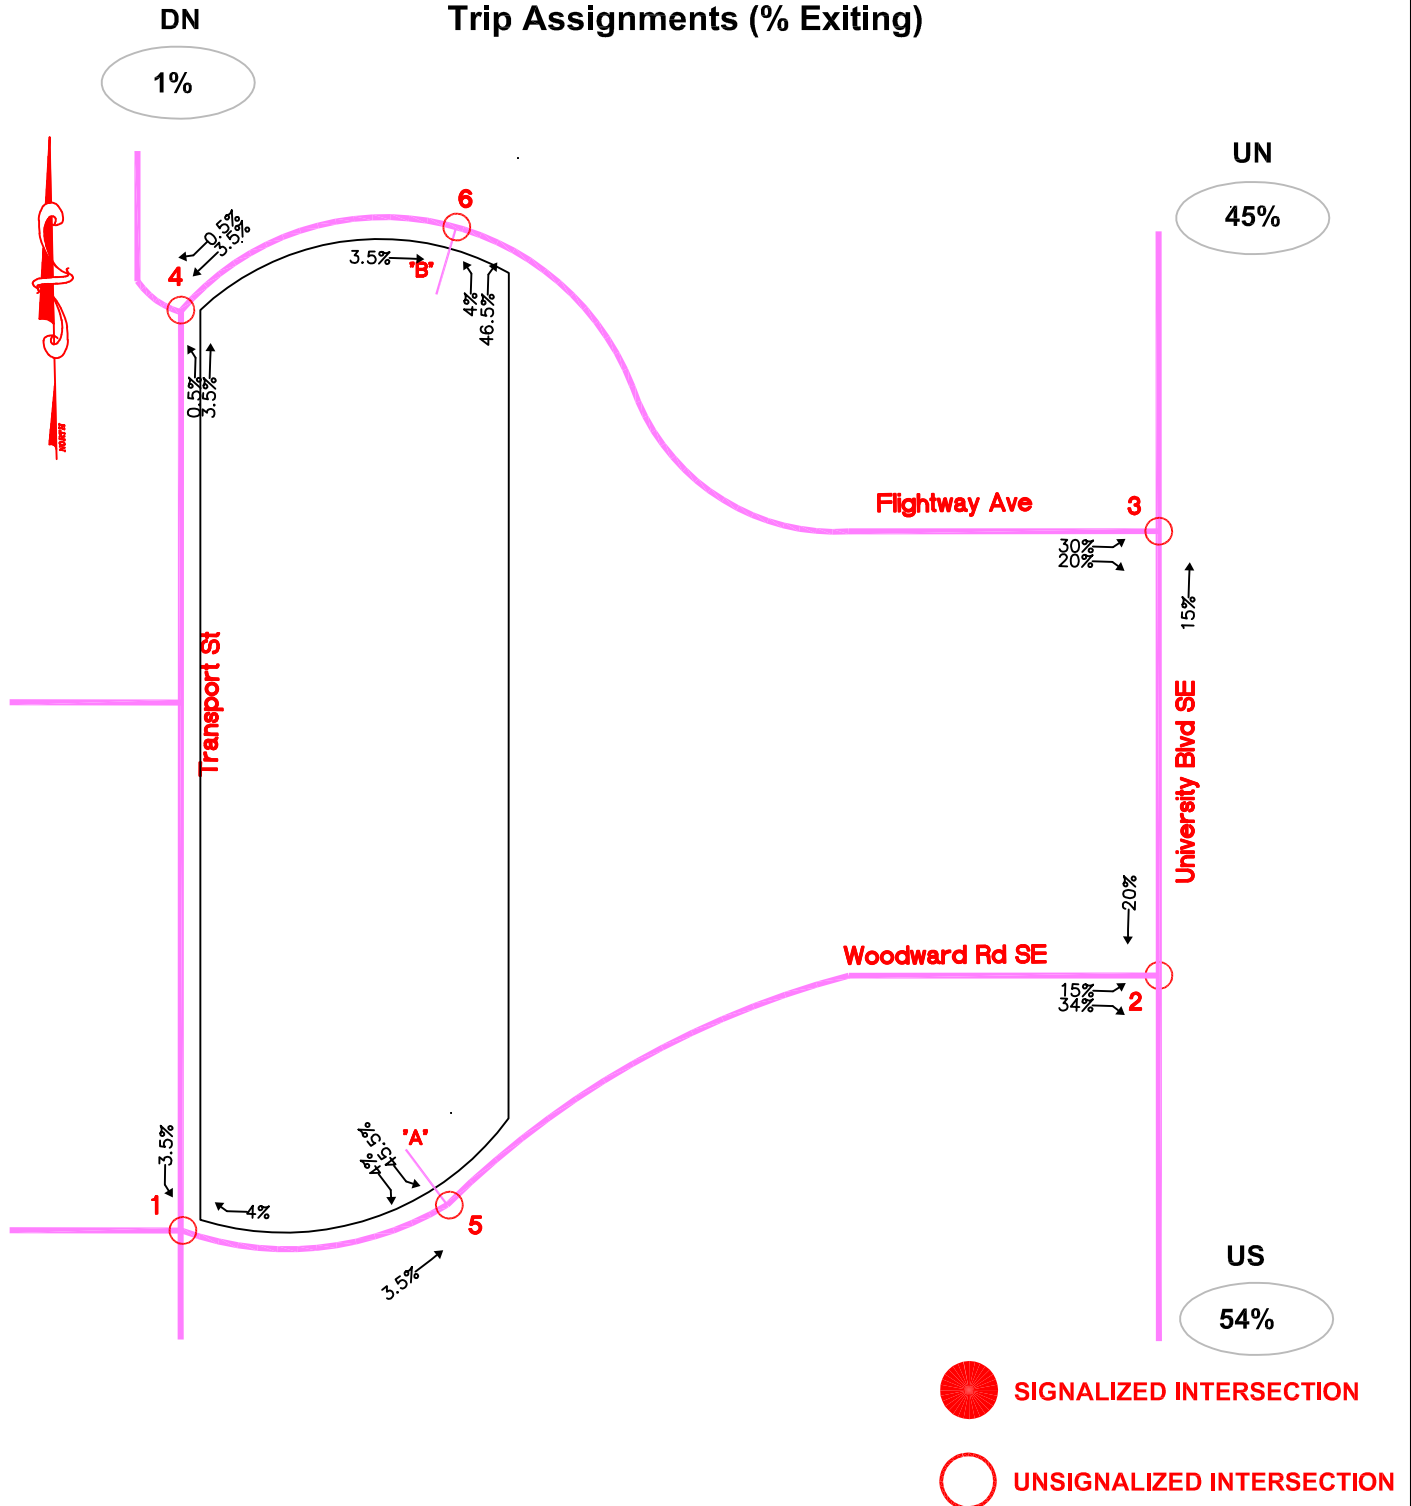 Trip Assignments (% Exiting)
DN
1%
UN
45%
6
0.5%
3.5%
4
3.5%
"B"
4%
46.5%
0.5%
3.5%
NORTH
Flightway Ave
3
30%
20%
15%
Transport St
University Blvd SE
20%
Woodward Rd SE
15%
34%
2
3.5%
1
4%
45.5%
4%
"A"
5
3.5%
US
54%
SIGNALIZED INTERSECTION
UNSIGNALIZED INTERSECTION